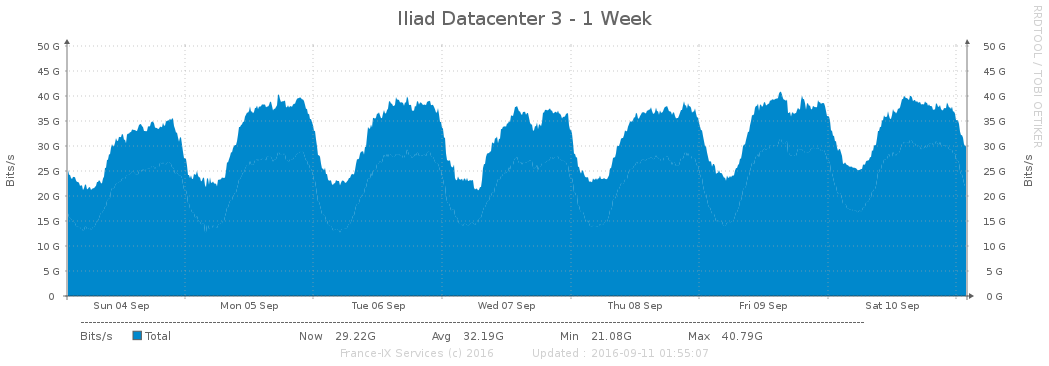 Iliad Datacenter 3 - 1 Week
RRDTOOL / TOBI OETIKER
50 G 50 G
45 G 45 G
40 G 40 G
35 G 35 G
30 G 30 G
25 G 25 G
20 G 20 G
15 G 15 G
10 G 10 G
5 G 5 G
0 0 G
Bits/s
Bits/s
Sun 04 Sep Mon 05 Sep Tue 06 Sep Wed 07 Sep Thu 08 Sep Fri 09 Sep Sat 10 Sep
Bits/s Total Now 29.22G Avg 32.19G Min 21.08G Max 40.79G
France-IX Services (c) 2016 Updated : 2016-09-11 01:55:07